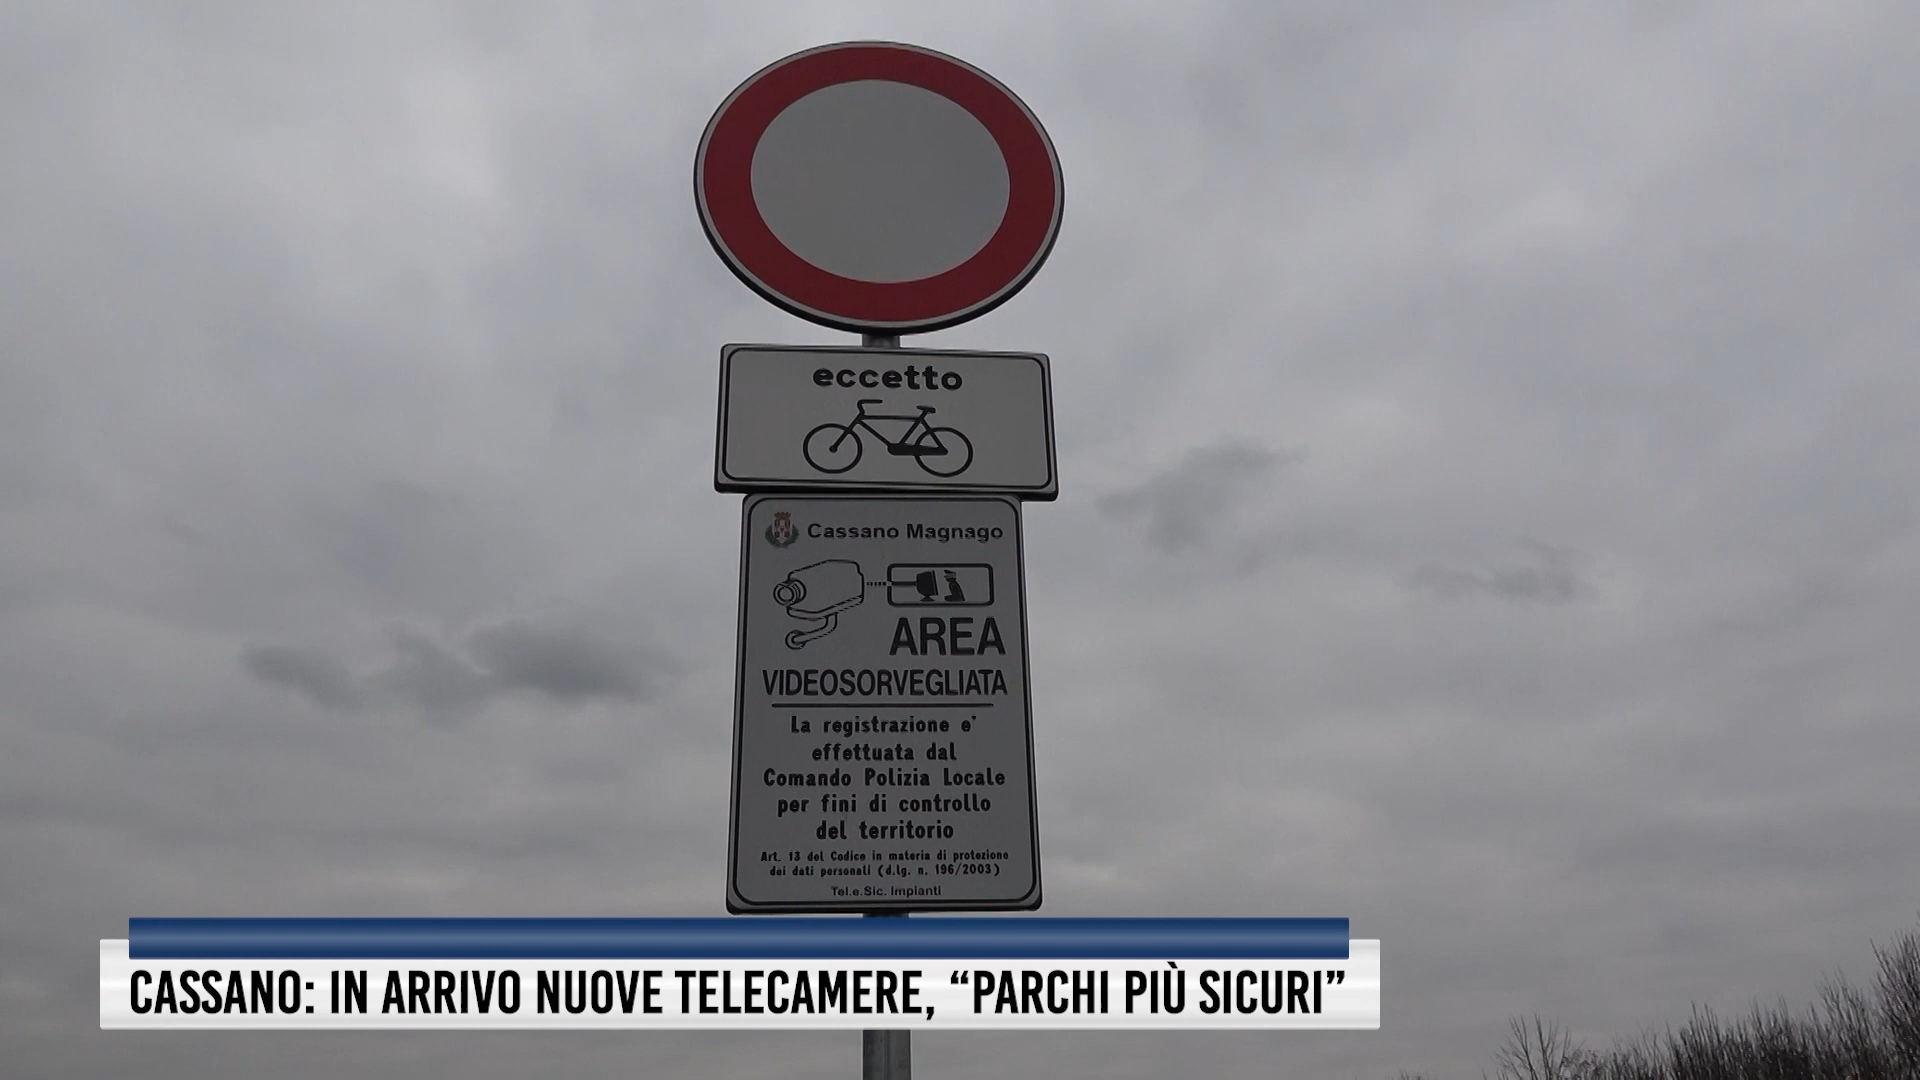 eccetto
Cassano Magnago
AREA
VIDEOSORVEGLIATA
La registrazione e'
effettuata dal
Comando Polizia Locale
per fini di controllo
del territorio
Art. 13 del Codice in materia di protezione
dei dati personali (d.lg. n. 196/2003)
Tel.e.Sic. Impianti
CASSANO: IN ARRIVO NUOVE TELECAMERE, “PARCHI PIÙ SICURI”